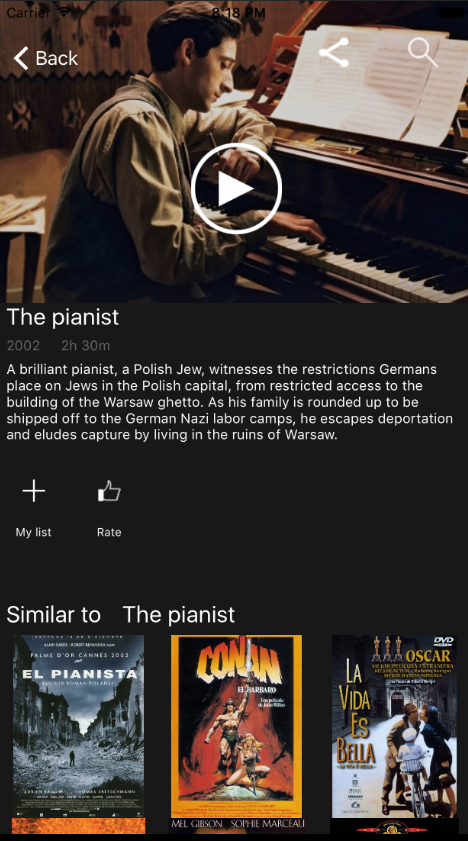 Carrier 8:18 PM
Back
The pianist
2002 2h 30m
A brilliant pianist, a Polish Jew, witnesses the restrictions Germans
place on Jews in the Polish capital, from restricted access to the
building of the Warsaw ghetto. As his family is rounded up to be
shipped off to the German Nazi labor camps, he escapes deportation
and eludes capture by living in the ruins of Warsaw.
My list Rate
Similar to The pianist
PALME D'OR CANNES 2002
EL PIANISTA
CONAN
EL BARBARO
MEL GIBSON SOPHIE MARCEAU
DVD
OSCAR
LA
VIDA
ES
BELLA